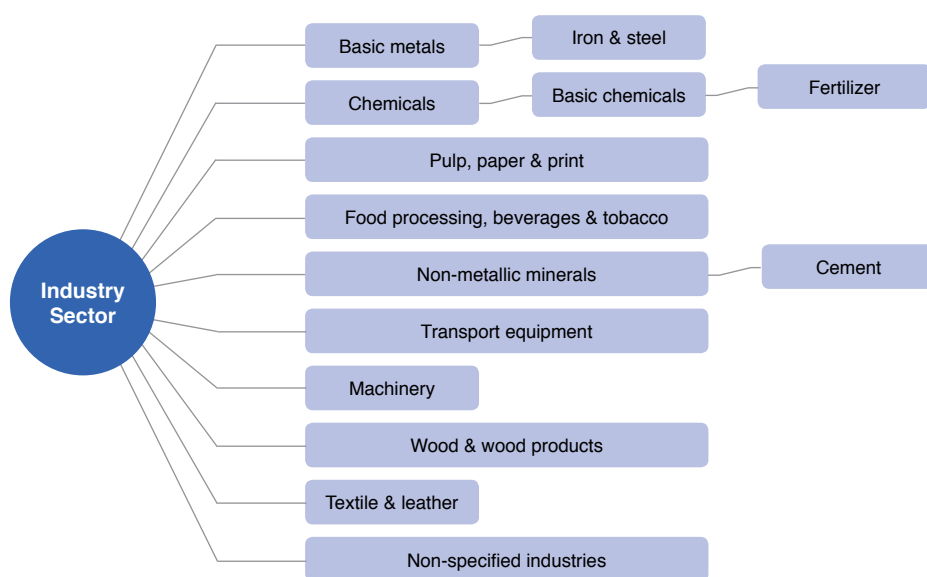 Basic metals
Iron & steel
Chemicals
Basic chemicals
Fertilizer
Pulp, paper & print
Food processing, beverages & tobacco
Non-metallic minerals
Cement
Industry
Sector
Transport equipment
Machinery
Wood & wood products
Textile & leather
Non-specified industries